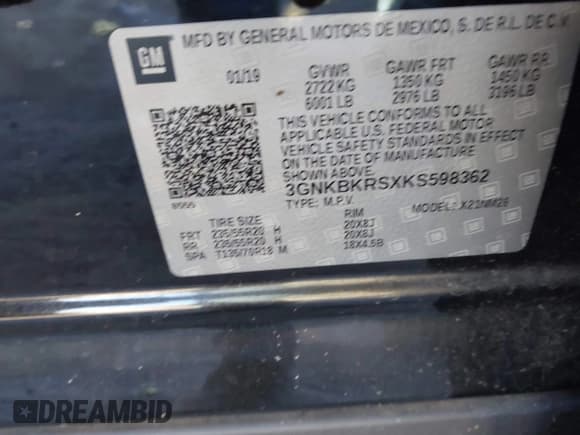 GM
MFD BY GENERAL MOTORS DE MEXICO, S. DE R.L. DE C.V.
01/19 GVWR GAWR FRT GAWR RR
2722 KG 1350 KG 1450 KG
6001 LB 2976 LB 3196 LB
THIS VEHICLE CONFORMS TO ALL
APPLICABLE U.S. FEDERAL MOTOR
VEHICLE SAFETY STANDARDS IN EFFECT
ON THE DATE OF MANUFACTURE
SHOWN ABOVE
3GNKBKRSXKS598362
TYPE: M.P.V. MODEL: 
TIRE SIZE RIM
FRT 235/55R20 H 20X8J
RR 235/55R20 H 20X8J
SPA T135/70R18 M 18X4.5B
DREAMBID